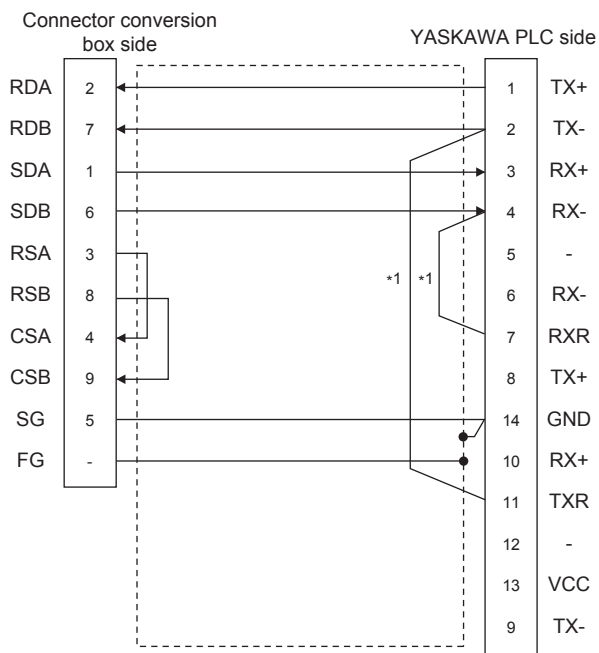 Connector conversion
box side
YASKAWA PLC side
RDA 2 1 TX+
RDB 7 2 TX-
SDA 1 3 RX+
SDB 6 4 RX-
RSA 3 5 -
*1 *1
RSB 8 6 RX-
CSA 4 7 RXR
CSB 9 8 TX+
SG 5 14 GND
FG - 10 RX+
11 TXR
12 -
13 VCC
9 TX-